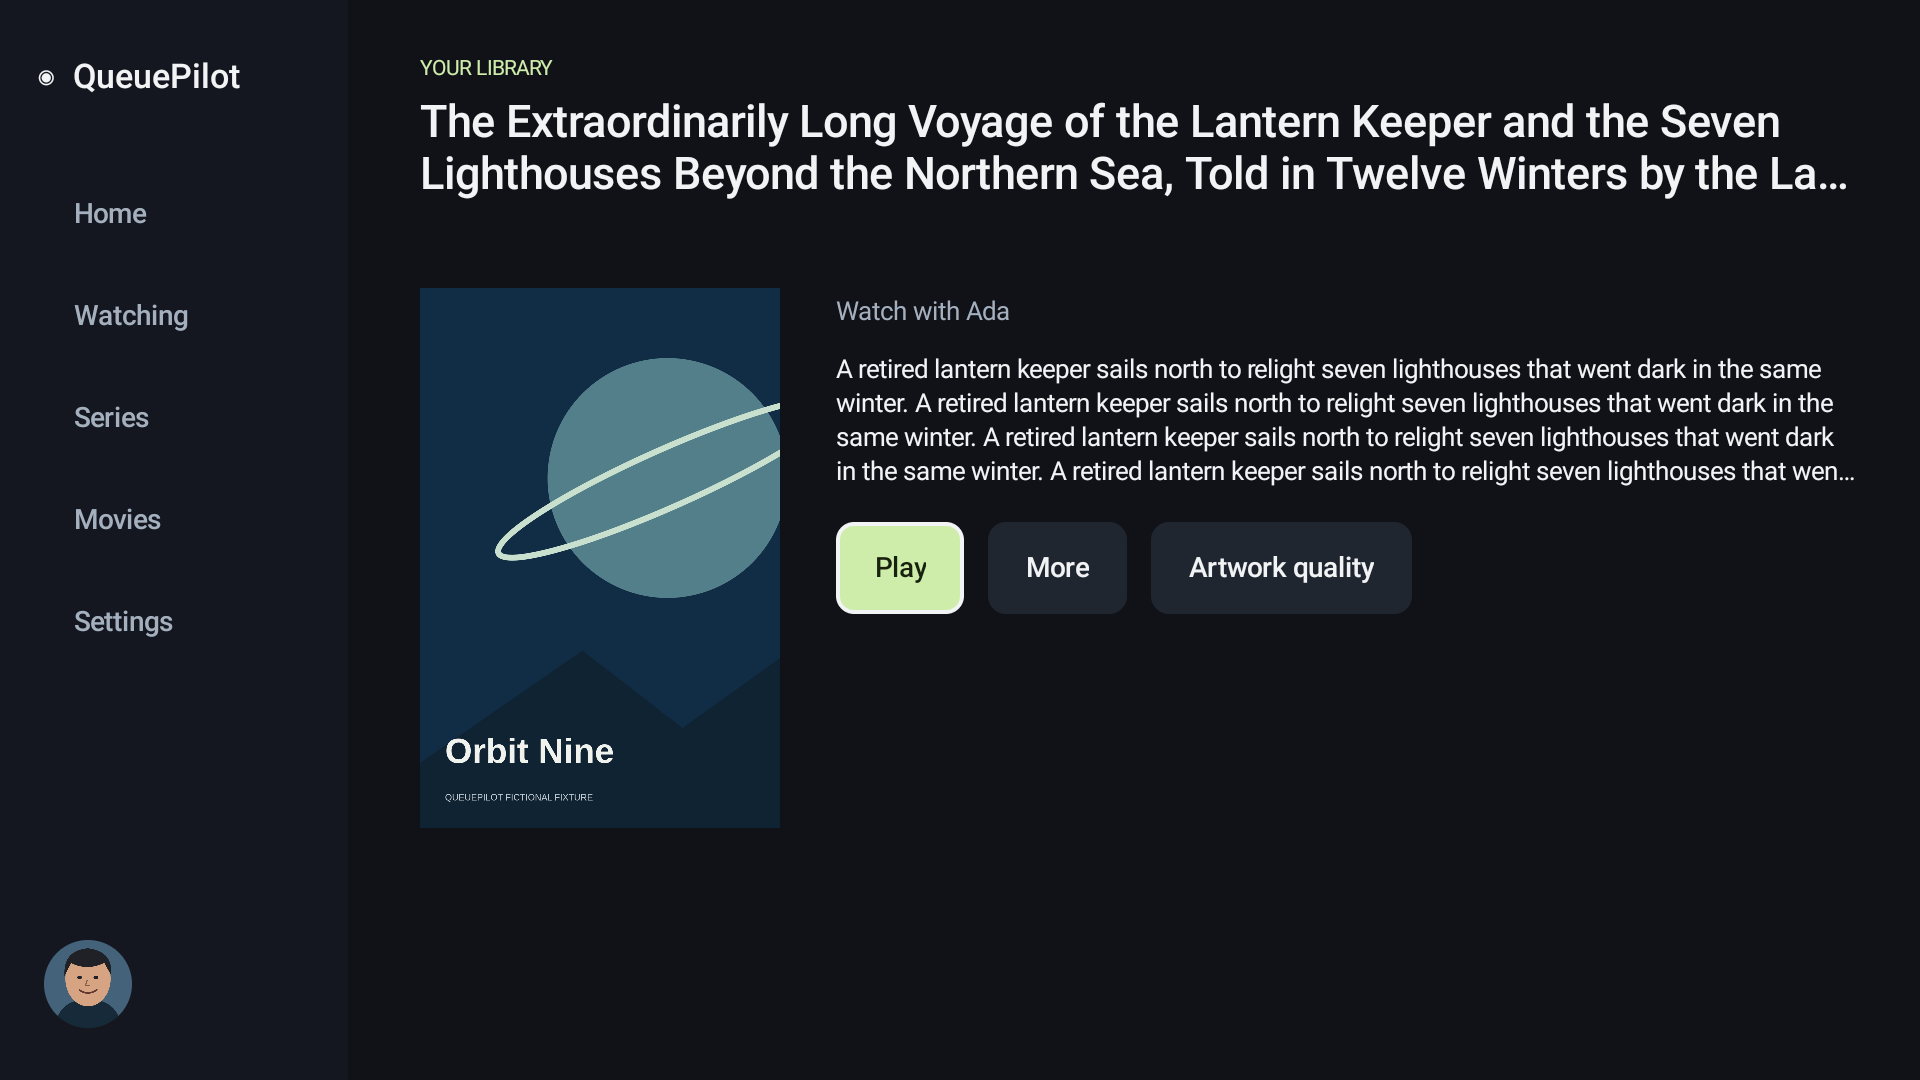 QueuePilot
Home
Watching
Series
Movies
Settings
YOUR LIBRARY
The Extraordinarily Long Voyage of the Lantern Keeper and the Seven
Lighthouses Beyond the Northern Sea, Told in Twelve Winters by the La…
Orbit Nine
QUEUEPILOT FICTIONAL FIXTURE
Watch with Ada
A retired lantern keeper sails north to relight seven lighthouses that went dark in the same
winter. A retired lantern keeper sails north to relight seven lighthouses that went dark in the
same winter. A retired lantern keeper sails north to relight seven lighthouses that went dark
in the same winter. A retired lantern keeper sails north to relight seven lighthouses that wen…
Play
More
Artwork quality